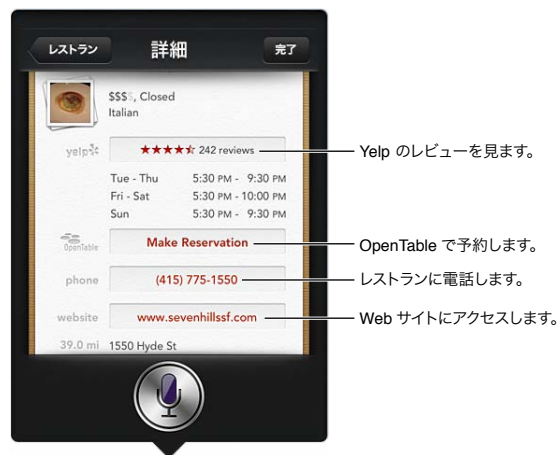 レストラン
詳細
完了
$$$$, Closed
Italian
yelp
242 reviews
Yelp のレビューを見ます。
Tue - Thu 5:30 PM - 9:30 PM
Fri - Sat 5:30 PM - 10:00 PM
Sun 5:30 PM - 9:30 PM
OpenTable
Make Reservation
OpenTable で予約します。
phone
(415) 775-1550
レストランに電話します。
website
www.sevenhillssf.com
Web サイトにアクセスします。
39.0 mi 1550 Hyde St